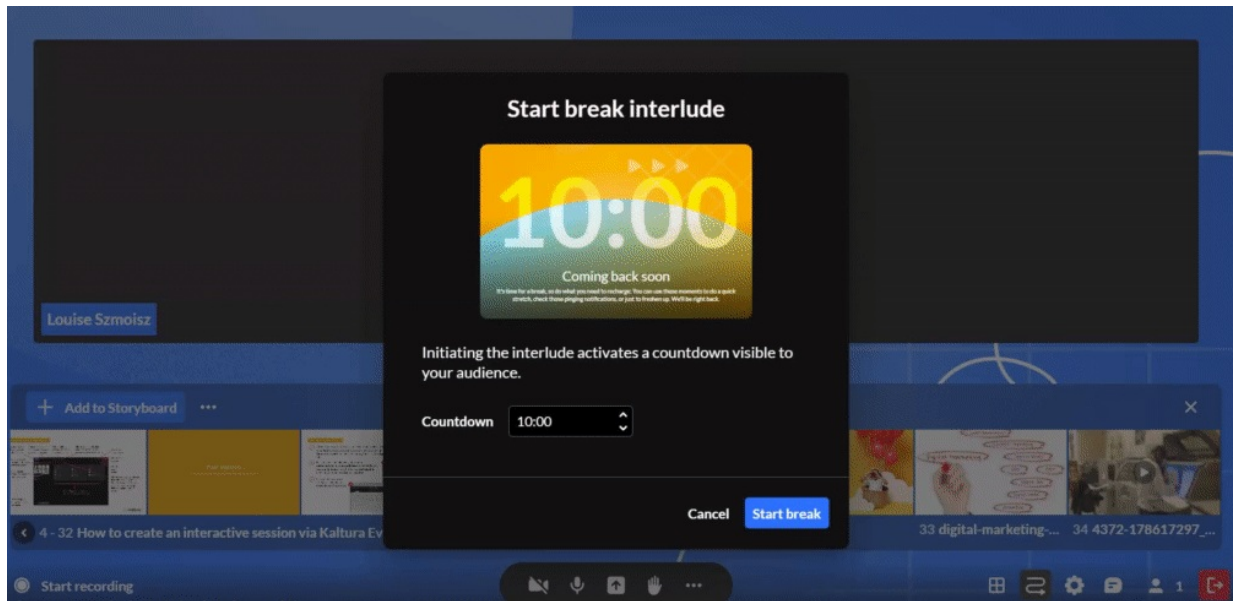 Start break interlude
10:00
Coming back soon
It's time for a break, so do what you need to recharge. You can use these moments to do a quick
stretch, check those pinging notifications, or just to freshen up. We'll be right back.
Louise Szmoisz
Initiating the interlude activates a countdown visible to
your audience.
Countdown 10:00
+ Add to Storyboard
4 - 32 How to create an interactive session via Kaltura Ev
33 digital-marketing-...
34 4372-178617297_...
Cancel
Start break
Start recording
1